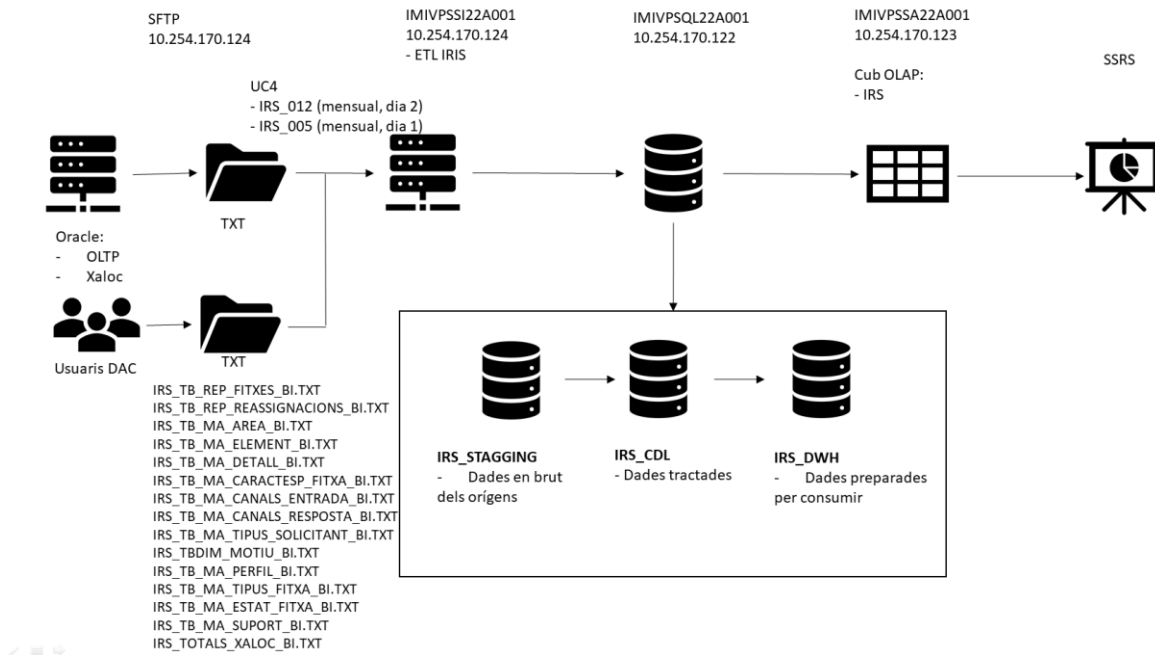 SFTP
10.254.170.124
IMIVPSSI22A001
10.254.170.124
- ETL IRIS
IMIVPSQL22A001
10.254.170.122
IMIVPSSA22A001
10.254.170.123
Cub OLAP:
- IRS
SSRS
UC4
- IRS_012 (mensual, dia 2)
- IRS_005 (mensual, dia 1)
TXT
Oracle:
- OLTP
- Xaloc
Usuaris DAC
TXT
IRS_TB_REP_FITXES_BI.TXT
IRS_TB_REP_REASSIGNACIONS_BI.TXT
IRS_TB_MA_AREA_BI.TXT
IRS_TB_MA_ELEMENT_BI.TXT
IRS_TB_MA_DETALL_BI.TXT
IRS_TB_MA_CARACTESP_FITXA_BI.TXT
IRS_TB_MA_CANALS_ENTRADA_BI.TXT
IRS_TB_MA_CANALS_RESPOSTA_BI.TXT
IRS_TB_MA_TIPUS_SOLICITANT_BI.TXT
IRS_TBDIM_MOTIU_BI.TXT
IRS_TB_MA_PERFIL_BI.TXT
IRS_TB_MA_TIPUS_FITXA_BI.TXT
IRS_TB_MA_ESTAT_FITXA_BI.TXT
IRS_TB_MA_SUPORT_BI.TXT
IRS_TOTALS_XALOC_BI.TXT
IRS_STAGGING
- Dades en brut
dels orígens
IRS_CDL
- Dades tractades
IRS_DWH
- Dades preparades
per consumir